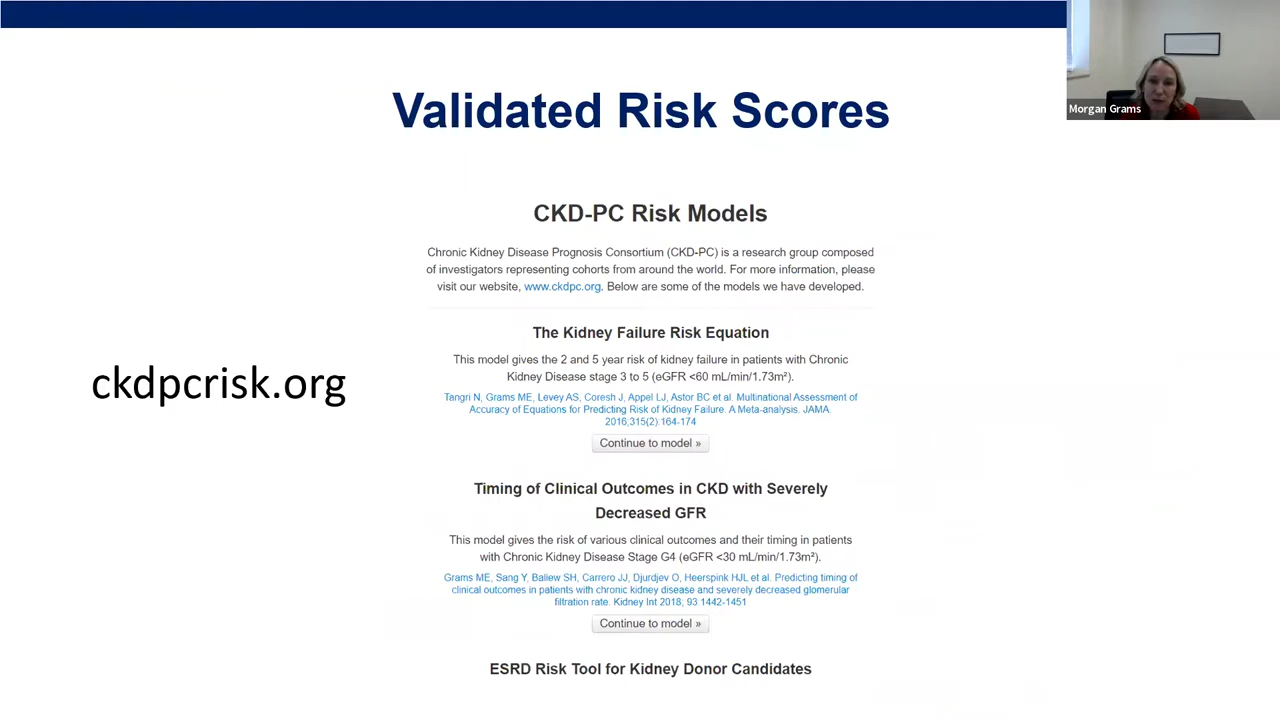 Validated Risk Scores
Morgan Grams
CKD-PC Risk Models
Chronic Kidney Disease Prognosis Consortium (CKD-PC) is a research group composed
of investigators representing cohorts from around the world. For more information, please
visit our website, www.ckdpc.org. Below are some of the models we have developed.
The Kidney Failure Risk Equation
This model gives the 2 and 5 year risk of kidney failure in patients with Chronic
Kidney Disease stage 3 to 5 (eGFR <60 mL/min/1.73m²).
ckdpcrisk.org
Tangri N, Grams ME, Levey AS, Coresh J, Appel LJ, Astor BC et al. Multinational Assessment of
Accuracy of Equations for Predicting Risk of Kidney Failure. A Meta-analysis. JAMA
2016;315(2):164-174
Continue to model »
Timing of Clinical Outcomes in CKD with Severely
Decreased GFR
This model gives the risk of various clinical outcomes and their timing in patients
with Chronic Kidney Disease Stage G4 (eGFR <30 mL/min/1.73m²).
Grams ME, Sang Y, Ballew SH, Carrero JJ, Djurdjev O, Heerspink HJL et al. Predicting timing of
clinical outcomes in patients with chronic kidney disease and severely decreased glomerular
filtration rate. Kidney Int 2018; 93:1442-1451
Continue to model »
ESRD Risk Tool for Kidney Donor Candidates